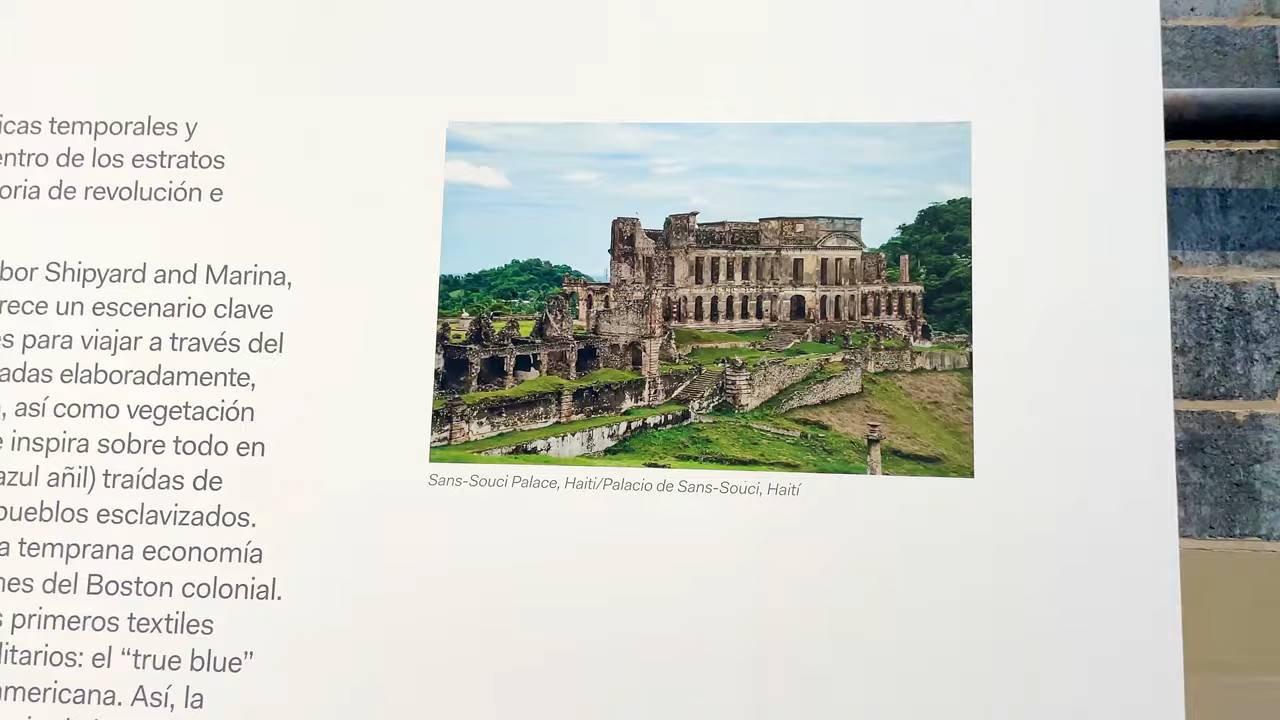 icas temporales y
entro de los estratos
oria de revolución e
bor Shipyard and Marina,
rece un escenario clave
s para viajar a través del
adas elaboradamente,
, así como vegetación
e inspira sobre todo en
azul añil) traídas de
pueblos esclavizados.
a temprana economía
nes del Boston colonial.
s primeros textiles
litarios: el “true blue”
americana. Así, la
Sans-Souci Palace, Haiti/Palacio de Sans-Souci, Haití